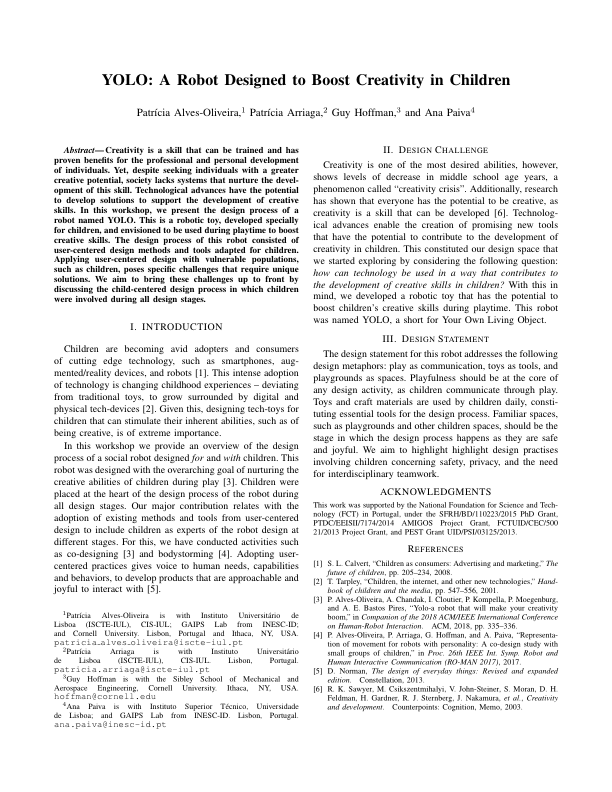 YOLO: A Robot Designed to Boost Creativity in Children
Patrícia Alves-Oliveira,1 Patrícia Arriaga,2 Guy Hoffman,3 and Ana Paiva4
Abstract— Creativity is a skill that can be trained and has
proven benefits for the professional and personal development
of individuals. Yet, despite seeking individuals with a greater
creative potential, society lacks systems that nurture the devel-
opment of this skill. Technological advances have the potential
to develop solutions to support the development of creative
skills. In this workshop, we present the design process of a
robot named YOLO. This is a robotic toy, developed specially
for children, and envisioned to be used during playtime to boost
creativity skills. The design process of this robot consisted of
user-centered design methods and tools adapted for children.
Applying user-centered design with vulnerable populations,
such as children, poses specific challenges that require unique
solutions. We aim to bring these challenges up to front by
discussing the child-centered design process in which children
were involved during all design stages.
I. INTRODUCTION
Children are becoming avid adopters and consumers
of cutting edge technology, such as smartphones, aug-
mented/reality devices, and robots [1]. This intense adoption
of technology is changing childhood experiences – deviating
from traditional toys, to grow surrounded by digital and
physical tech-devices [2]. Given this, designing tech-toys for
children that can stimulate their inherent abilities, such as of
being creative, is of extreme importance.
In this workshop we provide an overview of the design
process of a social robot designed for and with children. This
robot was designed with the overarching goal of nurturing the
creative abilities of children during play [3]. Children were
placed at the heart of the design process of the robot during
all design stages. Our major contribution relates with the
adoption of existing methods and tools from user-centered
design to include children as experts of the robot design at
different stages. For this, we have conducted activities such
as co-designing [3] and bodystorming [4]. Adopting user-
centered practices gives voice to human needs, capabilities
and behaviors, to develop products that are approachable and
joyful to interact with [5].
1Patrícia Alves-Oliveira is with Instituto Universitário de
Lisboa (ISCTE-IUL), CIS-IUL; GAIPS Lab from INESC-ID;
and Cornell University. Lisbon, Portugal and Ithaca, NY, USA.
patricia.alves.oliveira@iscte-iul.pt
2Patrícia Arriaga is with Instituto Universitário
de Lisboa (ISCTE-IUL), CIS-IUL. Lisbon, Portugal.
patricia.arriaga@iscte-iul.pt
3Guy Hoffman is with the Sibley School of Mechanical and
Aerospace Engineering, Cornell University. Ithaca, NY, USA.
hoffman@cornell.edu
4Ana Paiva is with Instituto Superior Técnico, Universidade
de Lisboa; and GAIPS Lab from INESC-ID. Lisbon, Portugal.
ana.paiva@inesc-id.pt
II. DESIGN CHALLENGE
Creativity is one of the most desired abilities, however,
shows levels of decrease in middle school age years, a
phenomenon called “creativity crisis”. Additionally, research
has shown that everyone has the potential to be creative, as
creativity is a skill that can be developed [6]. Technolog-
ical advances enable the creation of promising new tools
that have the potential to contribute to the development of
creativity in children. This constituted our design space that
we started exploring by considering the following question:
how can technology be used in a way that contributes to
the development of creative skills in children? With this in
mind, we developed a robotic toy that has the potential to
boost children’s creativity skills during playtime. This robot
was named YOLO, a short for Your Own Living Object.
III. DESIGN STATEMENT
The design statement for this robot addresses the following
design metaphors: play as communication, toys as tools, and
playgrounds as spaces. Playfulness should be at the core of
any design activity, as children communicate through play.
Toys and craft materials are used by children daily, consti-
tuting essential tools for the design process. Familiar spaces,
such as playgrounds and other children spaces, should be the
stage in which the design process happens as they are safe
and joyful. We aim to highlight highlight design practises
involving children concerning safety, privacy, and the need
for interdisciplinary teamwork.
ACKNOWLEDGMENTS
This work was supported by the National Foundation for Science and Tech-
nology (FCT) in Portugal, under the SFRH/BD/110223/2015 PhD Grant,
PTDC/EEISII/7174/2014 AMIGOS Project Grant, FCTUID/CEC/500
21/2013 Project Grant, and PEST Grant UID/PSI/03125/2013.
REFERENCES
[1] S. L. Calvert, “Children as consumers: Advertising and marketing,” The
future of children, pp. 205–234, 2008.
[2] T. Tarpley, “Children, the internet, and other new technologies,” Hand-
book of children and the media, pp. 547–556, 2001.
[3] P. Alves-Oliveira, A. Chandak, I. Cloutier, P. Kompella, P. Moegenburg,
and A. E. Bastos Pires, “Yolo-a robot that will make your creativity
boom,” in Companion of the 2018 ACM/IEEE International Conference
on Human-Robot Interaction. ACM, 2018, pp. 335–336.
[4] P. Alves-Oliveira, P. Arriaga, G. Hoffman, and A. Paiva, “Representa-
tion of movement for robots with personality: A co-design study with
small groups of children,” in Proc. 26th IEEE Int. Symp. Robot and
Human Interactive Communication (RO-MAN 2017), 2017.
[5] D. Norman, The design of everyday things: Revised and expanded
edition. Constellation, 2013.
[6] R. K. Sawyer, M. Csikszentmihalyi, V. John-Steiner, S. Moran, D. H.
Feldman, H. Gardner, R. J. Sternberg, J. Nakamura, et al., Creativity
and development. Counterpoints: Cognition, Memo, 2003.